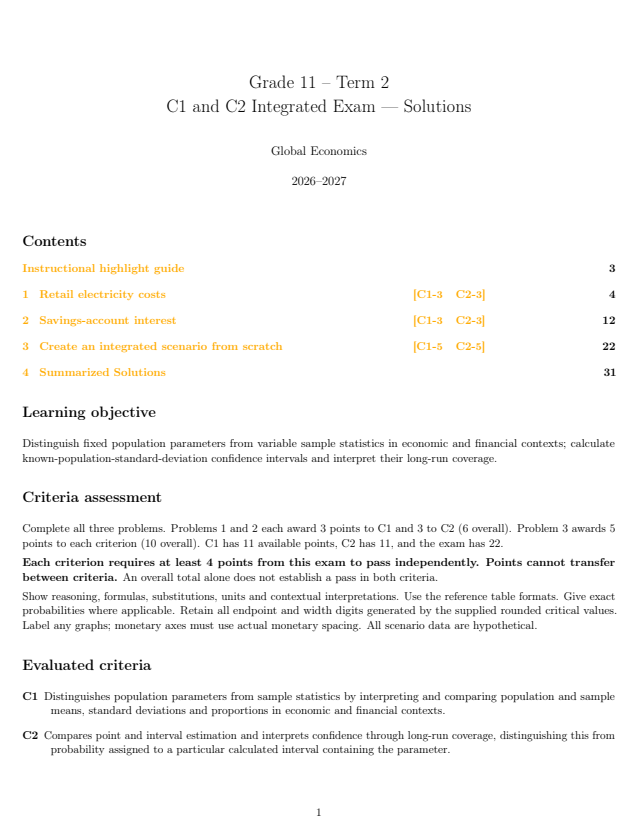 Grade 11 – Term 2
C1 and C2 Integrated Exam — Solutions
Global Economics
2026–2027
Contents
Instructional highlight guide 3
1 Retail electricity costs [C1-3 C2-3] 4
2 Savings-account interest [C1-3 C2-3] 12
3 Create an integrated scenario from scratch [C1-5 C2-5] 22
4 Summarized Solutions 31
Learning objective
Distinguish fixed population parameters from variable sample statistics in economic and financial contexts; calculate
known-population-standard-deviation confidence intervals and interpret their long-run coverage.
Criteria assessment
Complete all three problems. Problems 1 and 2 each award 3 points to C1 and 3 to C2 (6 overall). Problem 3 awards 5
points to each criterion (10 overall). C1 has 11 available points, C2 has 11, and the exam has 22.
Each criterion requires at least 4 points from this exam to pass independently. Points cannot transfer
between criteria. An overall total alone does not establish a pass in both criteria.
Show reasoning, formulas, substitutions, units and contextual interpretations. Use the reference table formats. Give exact
probabilities where applicable. Retain all endpoint and width digits generated by the supplied rounded critical values.
Label any graphs; monetary axes must use actual monetary spacing. All scenario data are hypothetical.
Evaluated criteria
C1 Distinguishes population parameters from sample statistics by interpreting and comparing population and sample
means, standard deviations and proportions in economic and financial contexts.
C2 Compares point and interval estimation and interprets confidence through long-run coverage, distinguishing this from
probability assigned to a particular calculated interval containing the parameter.
1